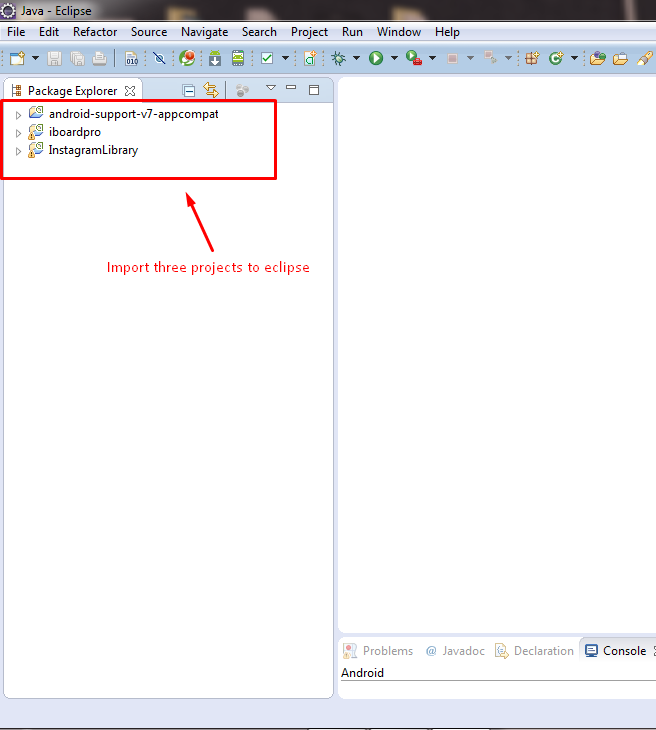 Java - Eclipse
File Edit Refactor Source Navigate Search Project Run Window Help
Package Explorer
android-support-v7-appcompat
iboardpro
InstagramLibrary
Import three projects to eclipse
Problems @ Javadoc Declaration Console
Android